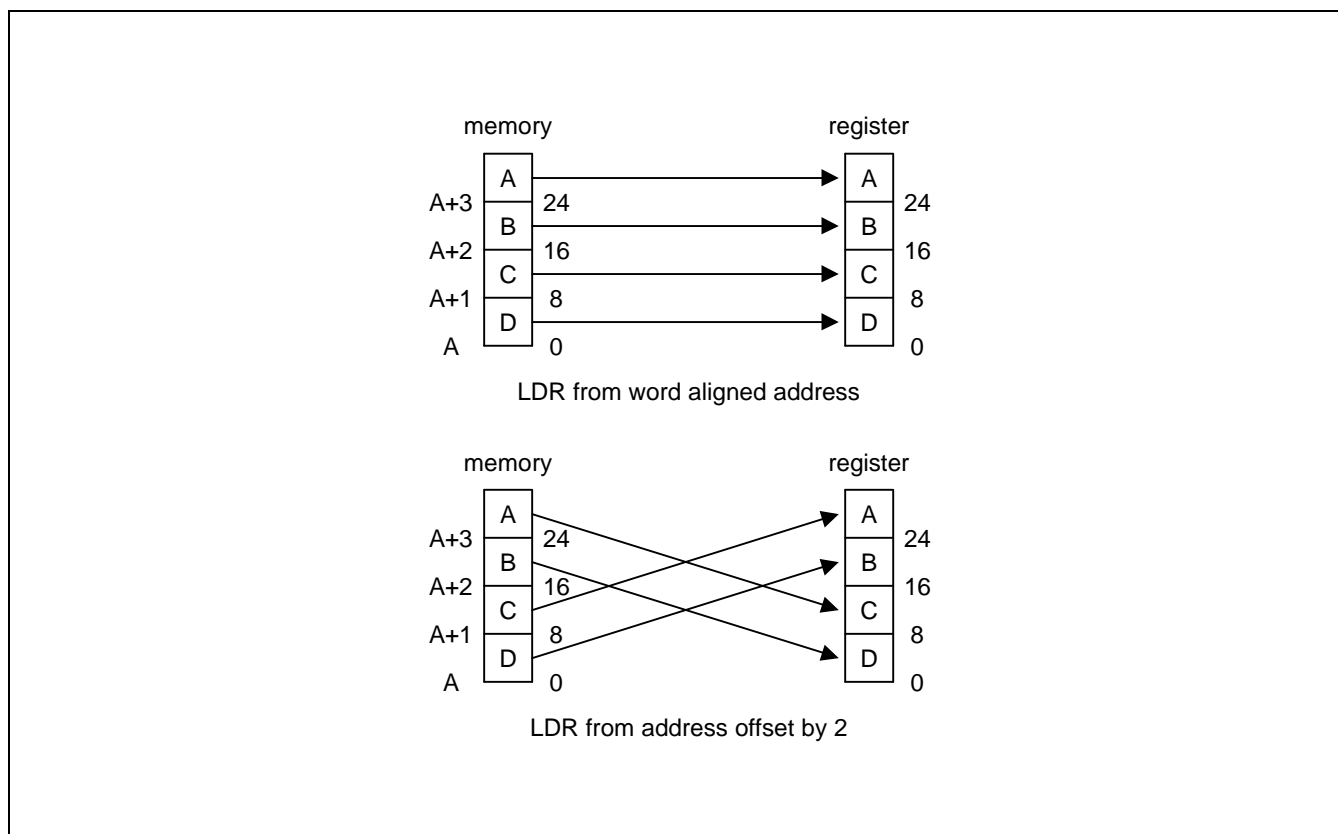 memory register
A A
A+3 24 24
B B
A+2 16 16
C C
A+1 8 8
D D
A 0 0
LDR from word aligned address
memory register
A A
A+3 24 24
B B
A+2 16 16
C C
A+1 8 8
D D
A 0 0
LDR from address offset by 2